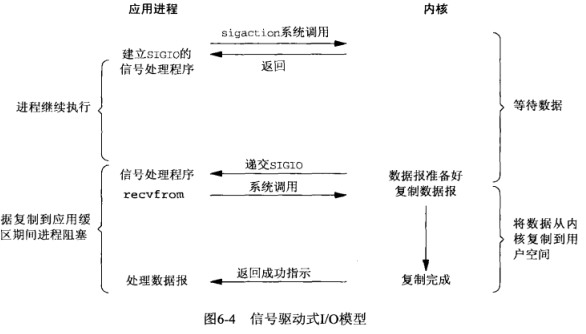 应用进程
内核
sigaction系统调用
建立SIGIO的
信号处理程序
返回
进程继续执行
等待数据
递交SIGIO
信号处理程序
数据报准备好
系统调用
recvfrom
复制数据报
据复制到应用缓
区期间进程阻塞
将数据从内
核复制到用
户空间
返回成功指示
处理数据报
复制完成
图6-4 信号驱动式I/O模型